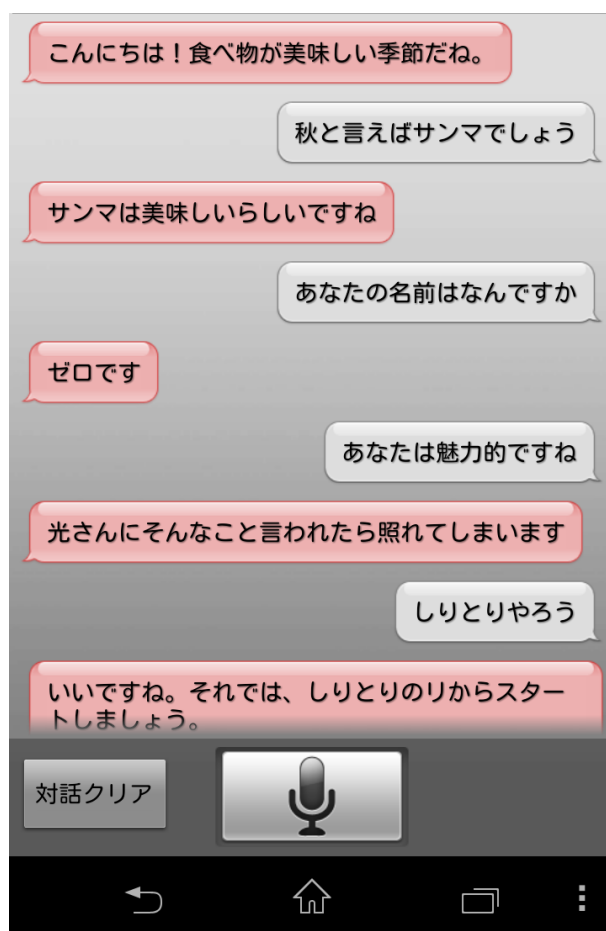 こんにちは！食べ物が美味しい季節だね。
秋と言えばサンマでしょう
サンマは美味しいらしいですね
あなたの名前はなんですか
ゼロです
あなたは魅力的ですね
光さんにそんなこと言われたら照れてしまいます
しりとりやろう
いいですね。それでは、しりとりのリからスター
トしましょう。
対話クリア